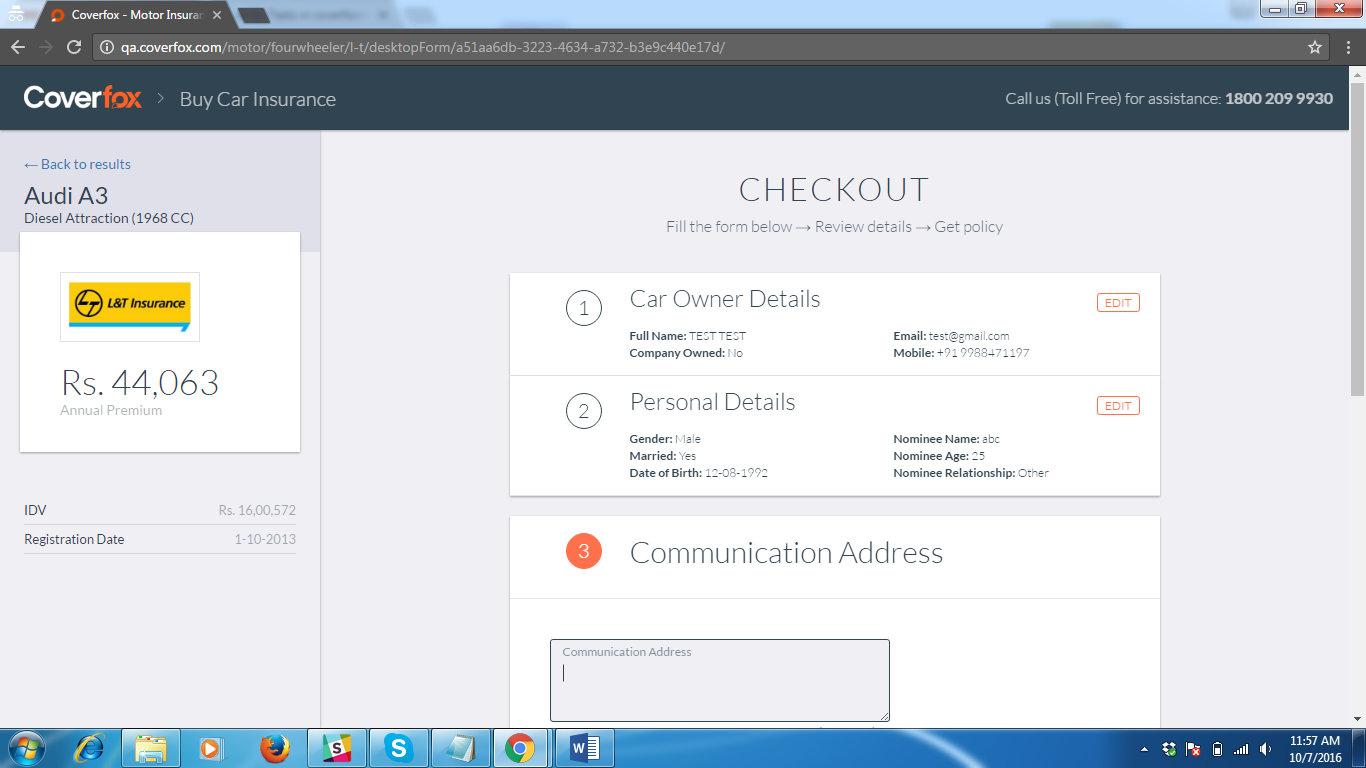 Coverfox - Motor Insurar
qa.coverfox.com/motor/fourwheeler/l-t/desktopForm/a51aa6db-3223-4634-a732-b3e9c440e17d/
Coverfox > Buy Car Insurance
Call us (Toll Free) for assistance: 1800 209 9930
← Back to results
Audi A3
Diesel Attraction (1968 CC)
L&T Insurance
Rs. 44,063
Annual Premium
IDV Rs. 16,00,572
Registration Date 1-10-2013
CHECKOUT
Fill the form below → Review details → Get policy
1 Car Owner Details EDIT
Full Name: TEST TEST Email: test@gmail.com
Company Owned: No Mobile: +91 9988471197
2 Personal Details EDIT
Gender: Male Nominee Name: abc
Married: Yes Nominee Age: 25
Date of Birth: 12-08-1992 Nominee Relationship: Other
3 Communication Address
Communication Address
11:57 AM
10/7/2016